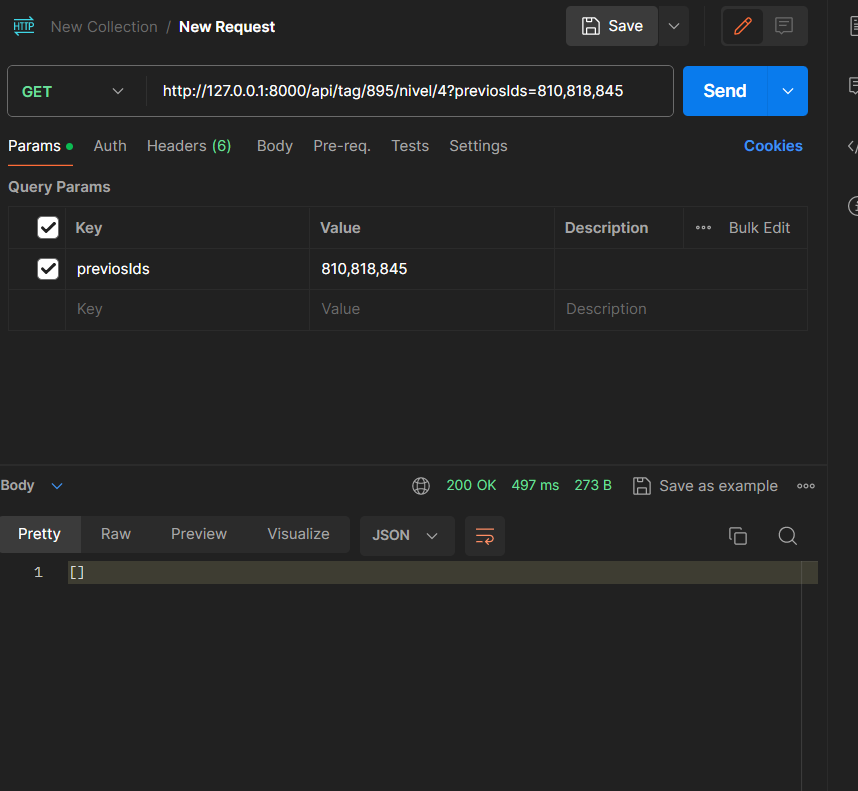 HTTP New Collection / New Request Save
GET http://127.0.0.1:8000/api/tag/895/nivel/4?previosIds=810,818,845 Send
Params Auth Headers (6) Body Pre-req. Tests Settings Cookies
Query Params
Key Value Description Bulk Edit
previosIds 810,818,845
Key Value Description
Body 200 OK 497 ms 273 B Save as example
Pretty Raw Preview Visualize JSON
1 []